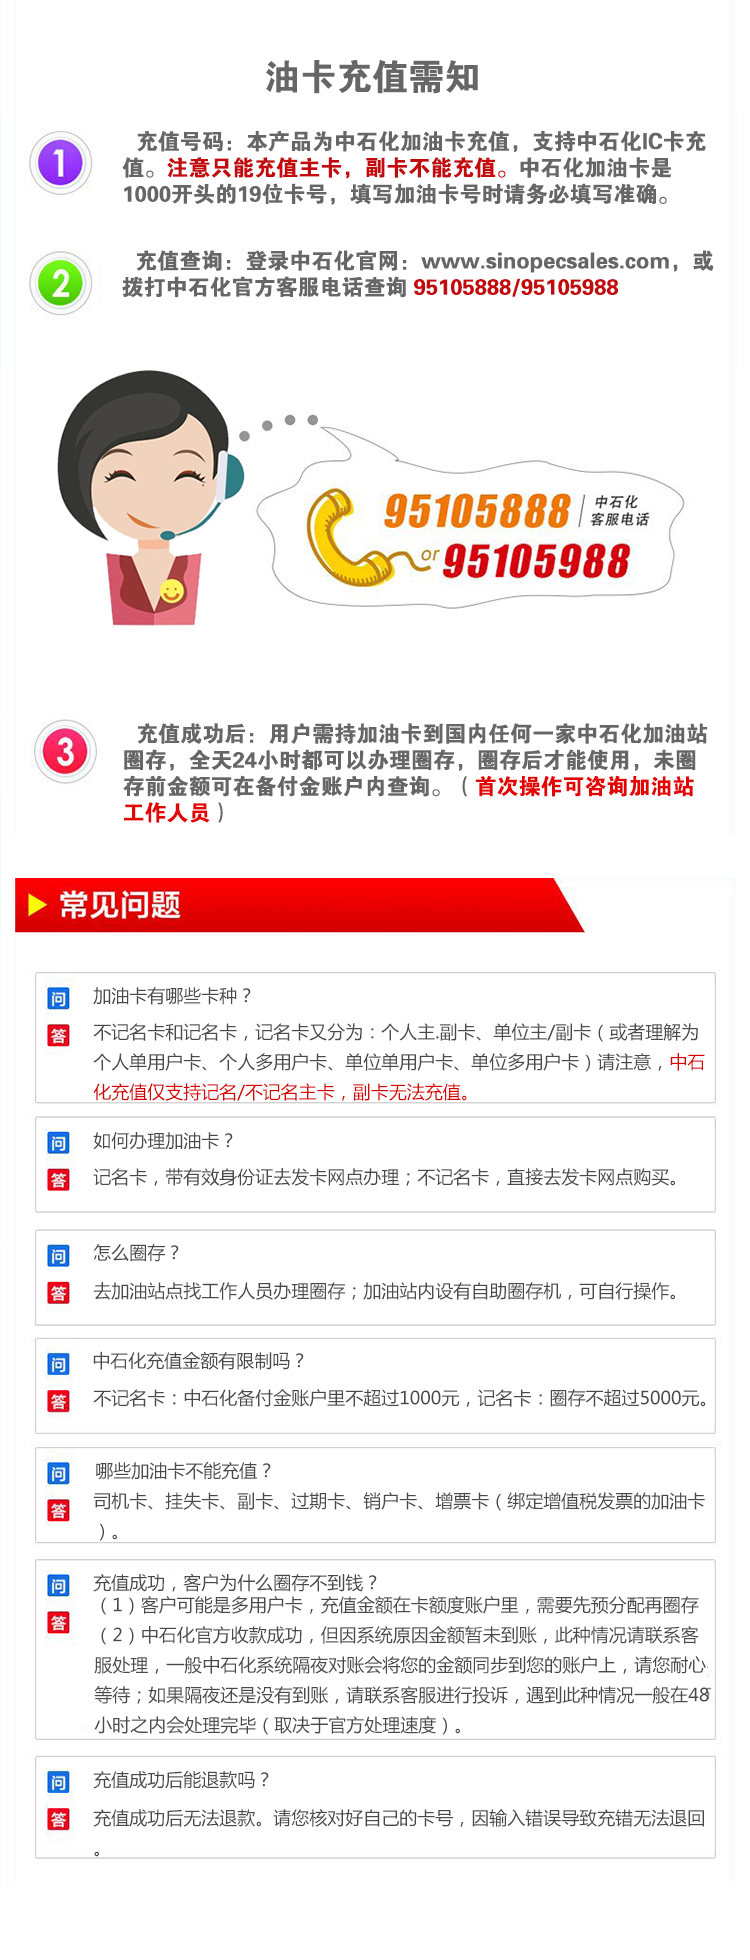 油卡充值需知
1
充值号码：本产品为中石化加油卡充值，支持中石化IC卡充
值。注意只能充值主卡，副卡不能充值。中石化加油卡是
1000开头的19位卡号，填写加油卡号时请务必填写准确。
2
充值查询：登录中石化官网：www.sinopecsales.com，或
拨打中石化官方客服电话查询 95105888/95105988
95105888
中石化
客服电话
or 95105988
3
充值成功后：用户需持加油卡到国内任何一家中石化加油站
圈存，全天24小时都可以办理圈存，圈存后才能使用，未圈
存前金额可在备付金账户内查询。（首次操作可咨询加油站
工作人员）
常见问题
问 加油卡有哪些卡种？
答 不记名卡和记名卡，记名卡又分为：个人主.副卡、单位主/副卡（或者理解为
个人单用户卡、个人多用户卡、单位单用户卡、单位多用户卡）请注意，中石
化充值仅支持记名/不记名主卡，副卡无法充值。
问 如何办理加油卡？
答 记名卡，带有效身份证去发卡网点办理；不记名卡，直接去发卡网点购买。
问 怎么圈存？
答 去加油站点找工作人员办理圈存；加油站内设有自助圈存机，可自行操作。
问 中石化充值金额有限制吗？
答 不记名卡：中石化备付金账户里不超过1000元，记名卡：圈存不超过5000元。
问 哪些加油卡不能充值？
答 司机卡、挂失卡、副卡、过期卡、销户卡、增票卡（绑定增值税发票的加油卡
）。
问 充值成功，客户为什么圈存不到钱？
答 （1）客户可能是多用户卡，充值金额在卡额度账户里，需要先预分配再圈存
（2）中石化官方收款成功，但因系统原因金额暂未到账，此种情况请联系客
服处理，一般中石化系统隔夜对账会将您的金额同步到您的账户上，请您耐心
等待；如果隔夜还是没有到账，请联系客服进行投诉，遇到此种情况一般在48
小时之内会处理完毕（取决于官方处理速度）。
问 充值成功后能退款吗？
答 充值成功后无法退款。请您核对好自己的卡号，因输入错误导致充错无法退回
。